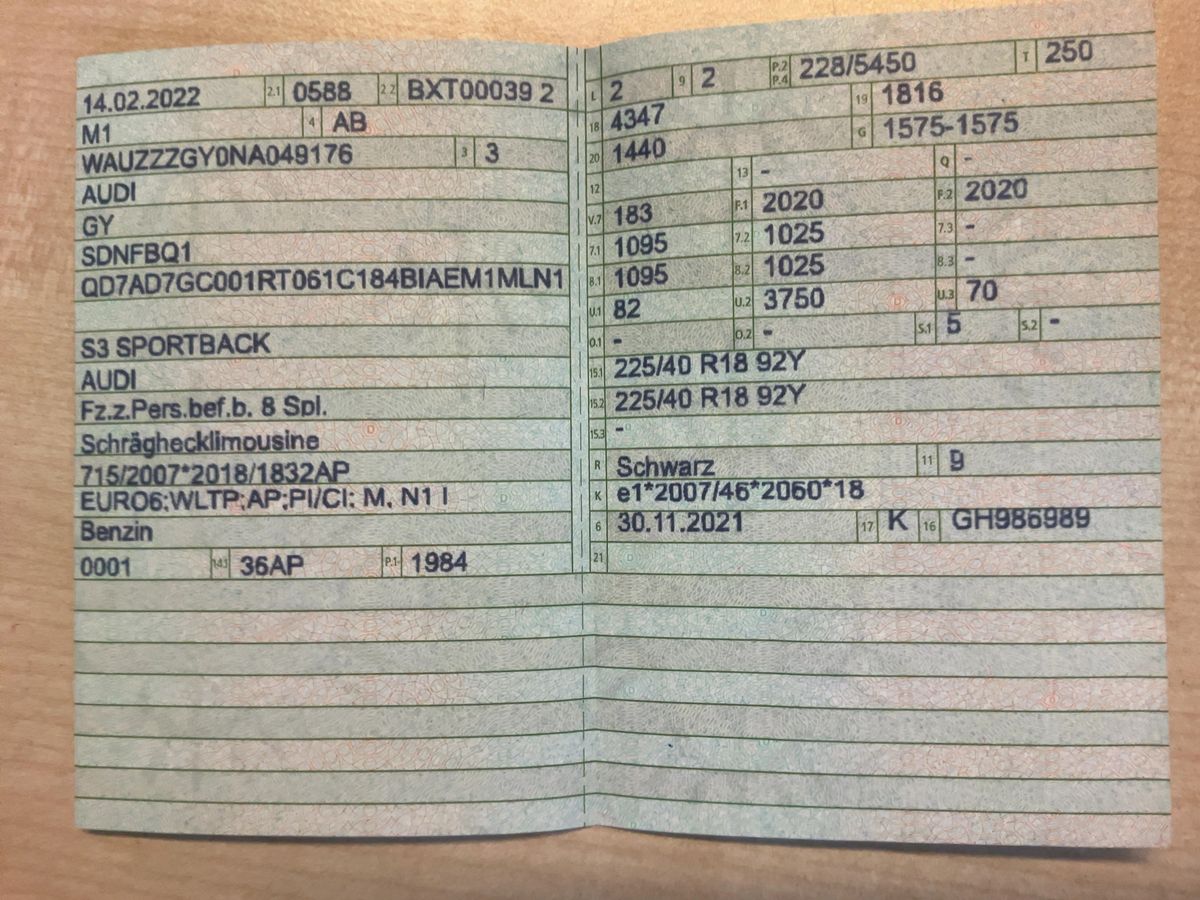 14.02.2022 2.1 0588 2.2 BXT00039 2
M1 4 AB
WAUZZZGY0NA049176 3 3
AUDI
GY
SDNFBQ1
QD7AD7GC001RT061C184BIAEM1MLN1
S3 SPORTBACK
AUDI
Fz.z.Pers.bef.b. 8 Spl.
Schräghecklimousine
715/2007*2018/1832AP
EURO6;WLTP;AP;PI/CI; M, N1 I
Benzin
0001 14.1 36AP P.1 1984
L 2 9 2 P.2 P.4 228/5450 T 250
18 4347 19 1816
20 1440 G 1575-1575
12 13 - Q -
V.7 183 F.1 2020 F.2 2020
7.1 1095 7.2 1025 7.3 -
8.1 1095 8.2 1025 8.3 -
U.1 82 U.2 3750 U.3 70
O.1 - O.2 - S.1 5 S.2 -
15.1 225/40 R18 92Y
15.2 225/40 R18 92Y
15.3 -
R Schwarz 11 9
K e1*2007/46*2060*18
6 30.11.2021 17 K 16 GH986989
21